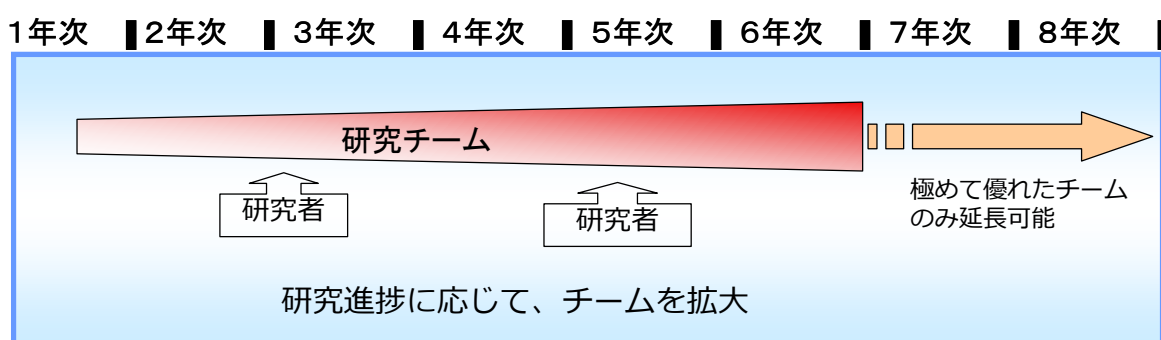 1年次 2年次 3年次 4年次 5年次 6年次 7年次 8年次
研究チーム
研究者
研究者
極めて優れたチーム
のみ延長可能
研究進捗に応じて、チームを拡大